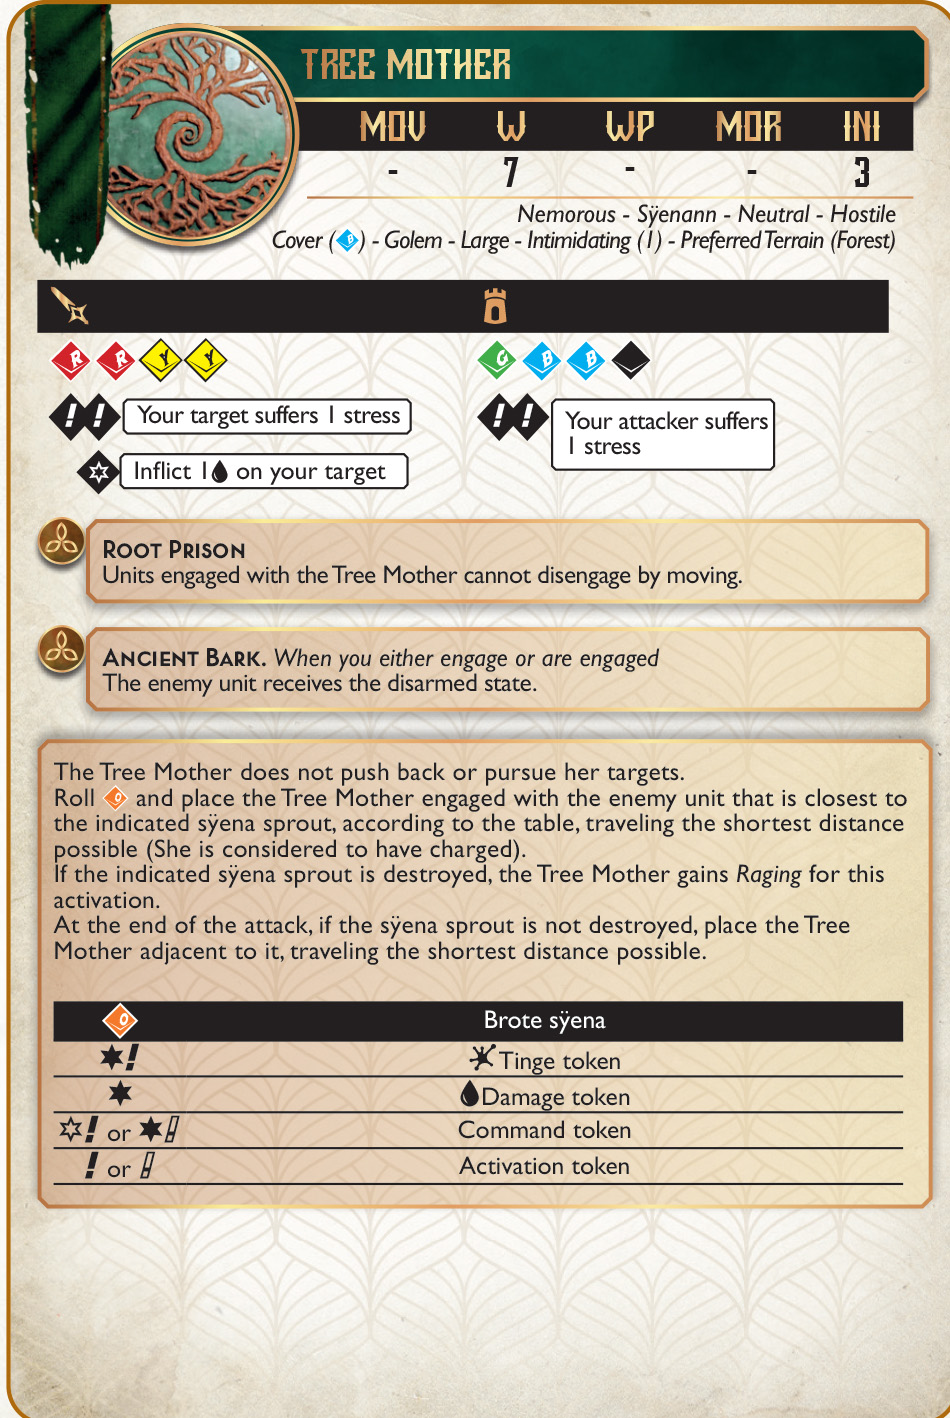 TREE MOTHER
MOV W WP MOR INI
- 7 - - 3
Nemorous - Sÿenann - Neutral - Hostile
Cover (B) - Golem - Large - Intimidating (1) - Preferred Terrain (Forest)
R R Y Y
G B B
!! Your target suffers 1 stress
!! Your attacker suffers
1 stress
Inflict 1 on your target
ROOT PRISON
Units engaged with the Tree Mother cannot disengage by moving.
ANCIENT BARK. When you either engage or are engaged
The enemy unit receives the disarmed state.
The Tree Mother does not push back or pursue her targets.
Roll O and place the Tree Mother engaged with the enemy unit that is closest to
the indicated sÿena sprout, according to the table, traveling the shortest distance
possible (She is considered to have charged).
If the indicated sÿena sprout is destroyed, the Tree Mother gains Raging for this
activation.
At the end of the attack, if the sÿena sprout is not destroyed, place the Tree
Mother adjacent to it, traveling the shortest distance possible.
O Brote sÿena
! Tinge token
Damage token
! or ! Command token
! or ! Activation token